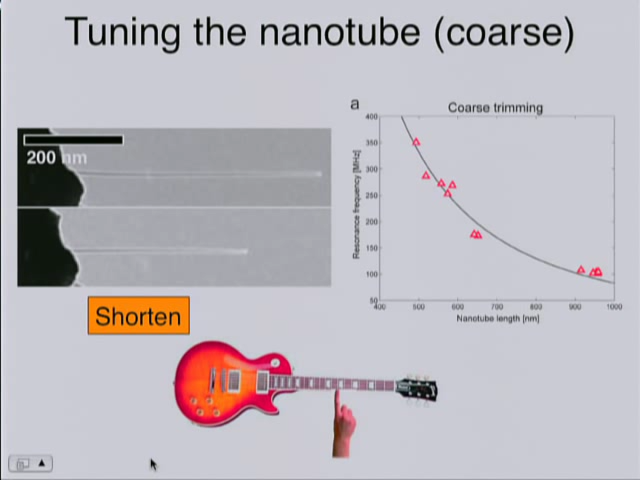 Tuning the nanotube (coarse)
200 nm
Shorten
a
Coarse trimming
Resonance frequency [MHz]
400
350
300
250
200
150
100
50
400 500 600 700 800 900 1000
Nanotube length [nm]